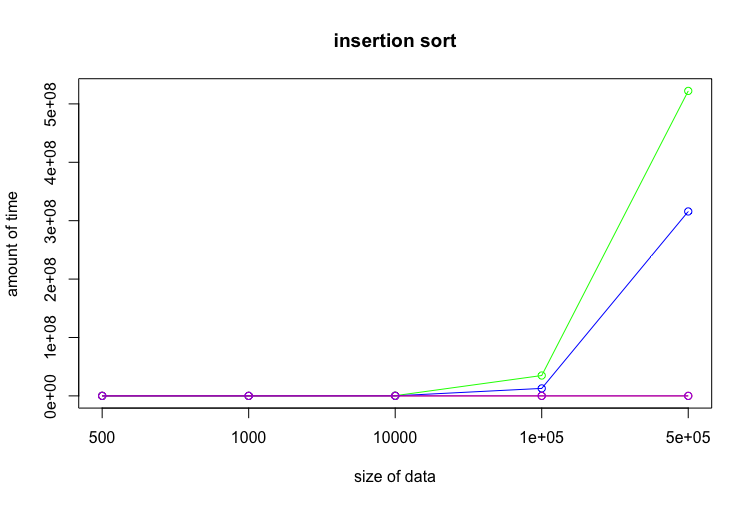 insertion sort
amount of time
5e+08
4e+08
3e+08
2e+08
1e+08
0e+00
500 1000 10000 1e+05 5e+05
size of data